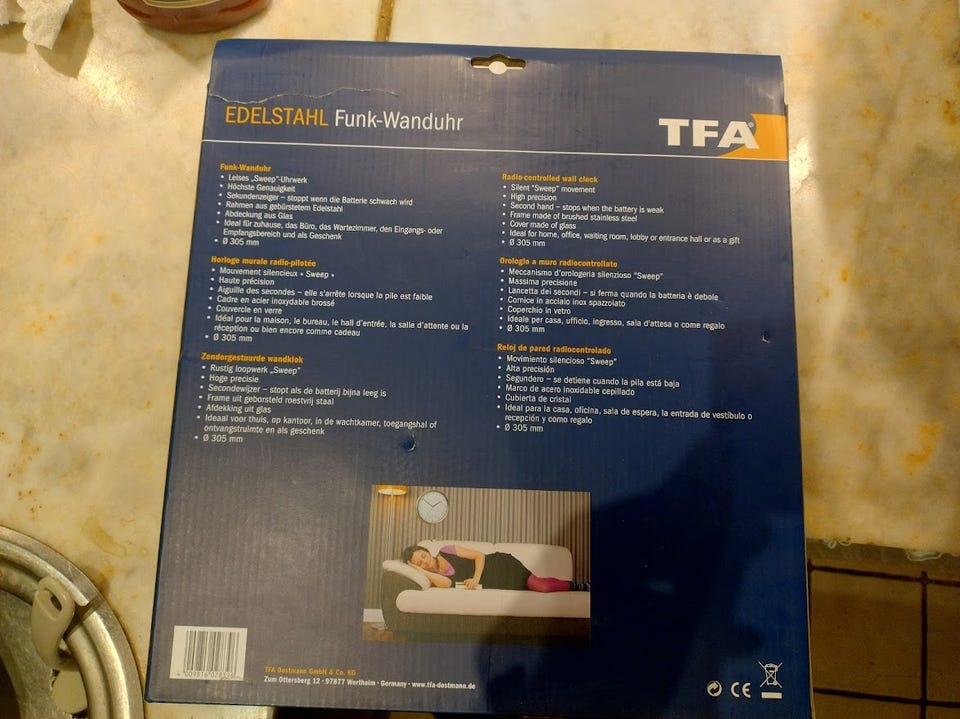 EDELSTAHL Funk-Wanduhr
TFA®
Funk-Wanduhr
• Leises „Sweep"-Uhrwerk
• Höchste Genauigkeit
• Sekundenzeiger – stoppt wenn die Batterie schwach wird
• Rahmen aus gebürstetem Edelstahl
• Abdeckung aus Glas
• Ideal für zuhause, das Büro, das Wartezimmer, den Eingangs- oder
Empfangsbereich und als Geschenk
• Ø 305 mm
Horloge murale radio-pilotée
• Mouvement silencieux « Sweep »
• Haute précision
• Aiguille des secondes – elle s'arrête lorsque la pile est faible
• Cadre en acier inoxydable brossé
• Couvercle en verre
• Idéal pour la maison, le bureau, le hall d'entrée, la salle d'attente ou la
réception ou bien encore comme cadeau
• Ø 305 mm
Zendergestuurde wandklok
• Rustig loopwerk „Sweep"
• Hoge precisie
• Secondewijzer – stopt als de batterij bijna leeg is
• Frame uit geborsteld roestvrij staal
• Afdekking uit glas
• Ideaal voor thuis, op kantoor, in de wachtkamer, toegangshal of
ontvangstruimte en als geschenk
• Ø 305 mm
Radio-controlled wall clock
• Silent "Sweep" movement
• High precision
• Second hand – stops when the battery is weak
• Frame made of brushed stainless steel
• Cover made of glass
• Ideal for home, office, waiting room, lobby or entrance hall or as a gift
• Ø 305 mm
Orologio a muro radiocontrollato
• Meccanismo d'orologeria silenzioso "Sweep"
• Massima precisione
• Lancetta dei secondi – si ferma quando la batteria è debole
• Cornice in acciaio inox spazzolato
• Coperchio in vetro
• Ideale per casa, ufficio, ingresso, sala d'attesa o come regalo
• Ø 305 mm
Reloj de pared radiocontrolado
• Movimiento silencioso "Sweep"
• Alta precisión
• Segundero – se detiene cuando la pila está baja
• Marco de acero inoxidable cepillado
• Cubierta de cristal
• Ideal para la casa, oficina, sala de espera, la entrada de vestíbulo o
recepción y como regalo
• Ø 305 mm
TFA Dostmann GmbH & Co. KG
Zum Ottersberg 12 · 97877 Wertheim · Germany · www.tfa-dostmann.de
CE